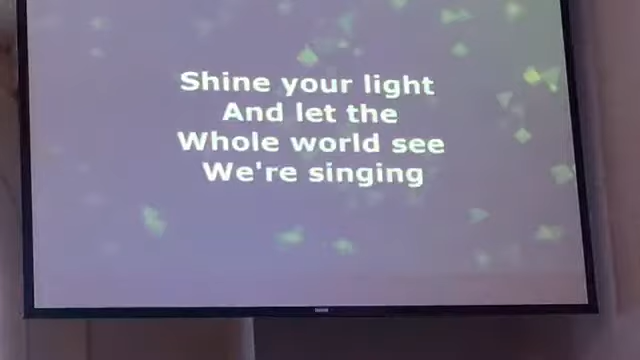 Shine your light
And let the
Whole world see
We're singing